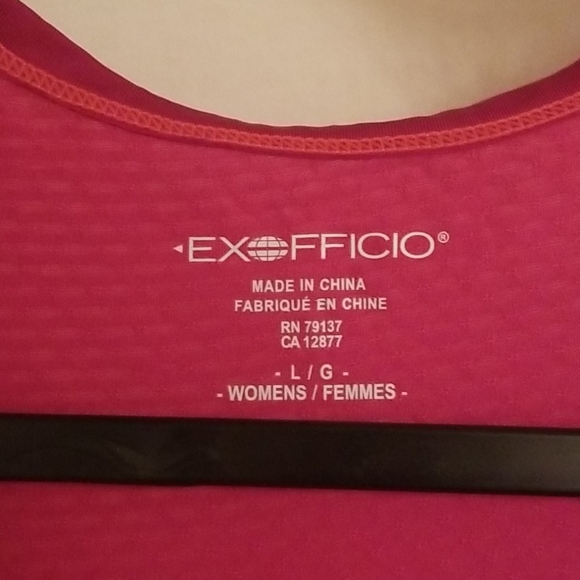 EXOFFICIO®
MADE IN CHINA
FABRIQUÉ EN CHINE
RN 79137
CA 12877
- L / G -
- WOMENS / FEMMES -